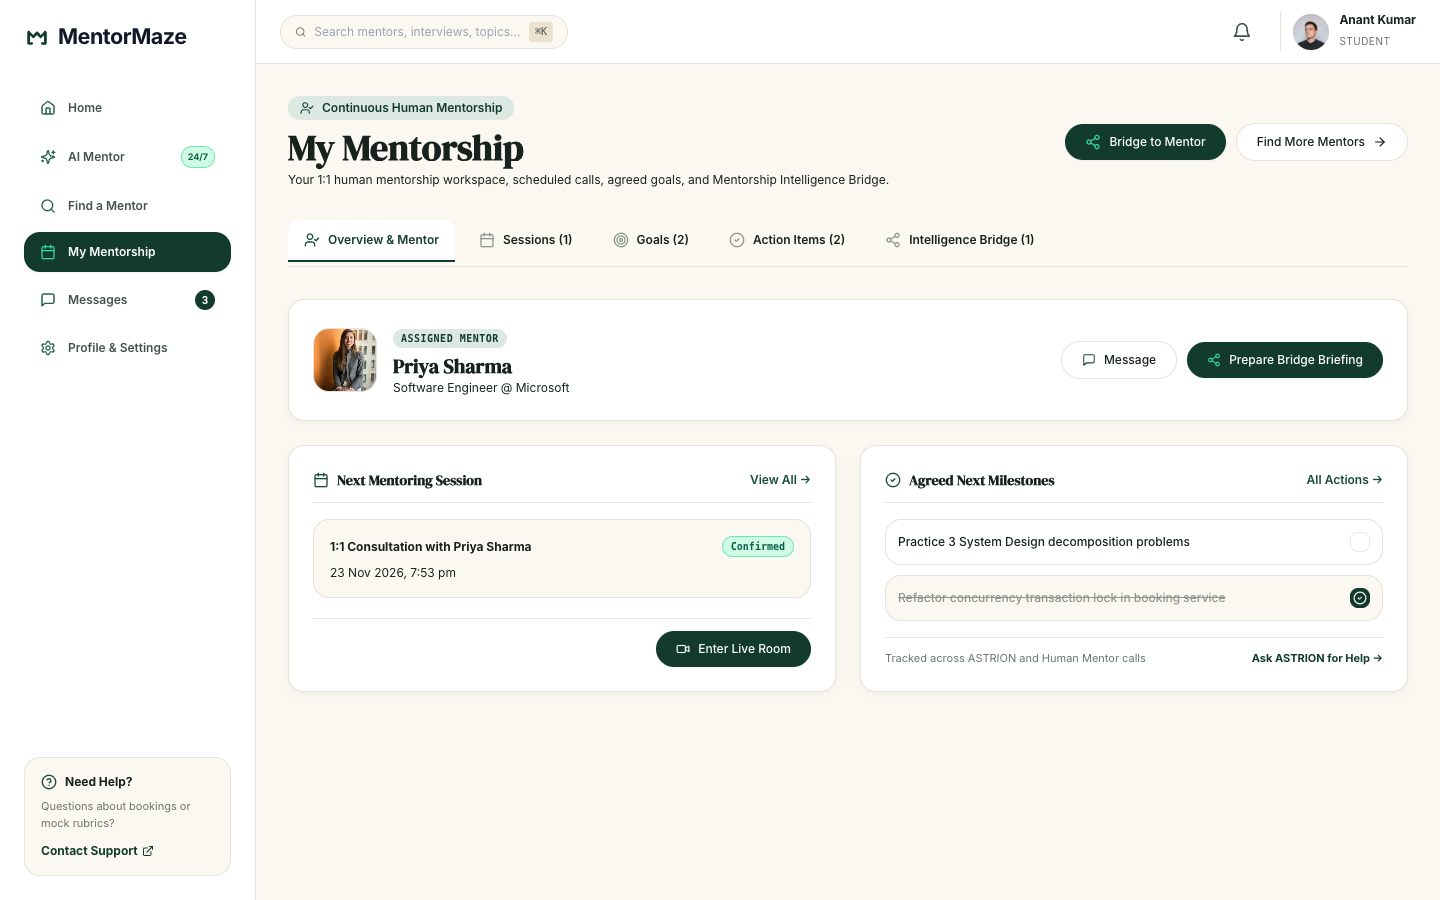 MentorMaze
Search mentors, interviews, topics...
⌘K
Anant Kumar
STUDENT
Home
AI Mentor
24/7
Find a Mentor
My Mentorship
Messages
3
Profile & Settings
Need Help?
Questions about bookings or
mock rubrics?
Contact Support
Continuous Human Mentorship
My Mentorship
Your 1:1 human mentorship workspace, scheduled calls, agreed goals, and Mentorship Intelligence Bridge.
Bridge to Mentor
Find More Mentors →
Overview & Mentor
Sessions (1)
Goals (2)
Action Items (2)
Intelligence Bridge (1)
ASSIGNED MENTOR
Priya Sharma
Software Engineer @ Microsoft
Message
Prepare Bridge Briefing
Next Mentoring Session
View All →
1:1 Consultation with Priya Sharma
Confirmed
23 Nov 2026, 7:53 pm
Enter Live Room
Agreed Next Milestones
All Actions →
Practice 3 System Design decomposition problems
Refactor concurrency transaction lock in booking service
Tracked across ASTRION and Human Mentor calls
Ask ASTRION for Help →